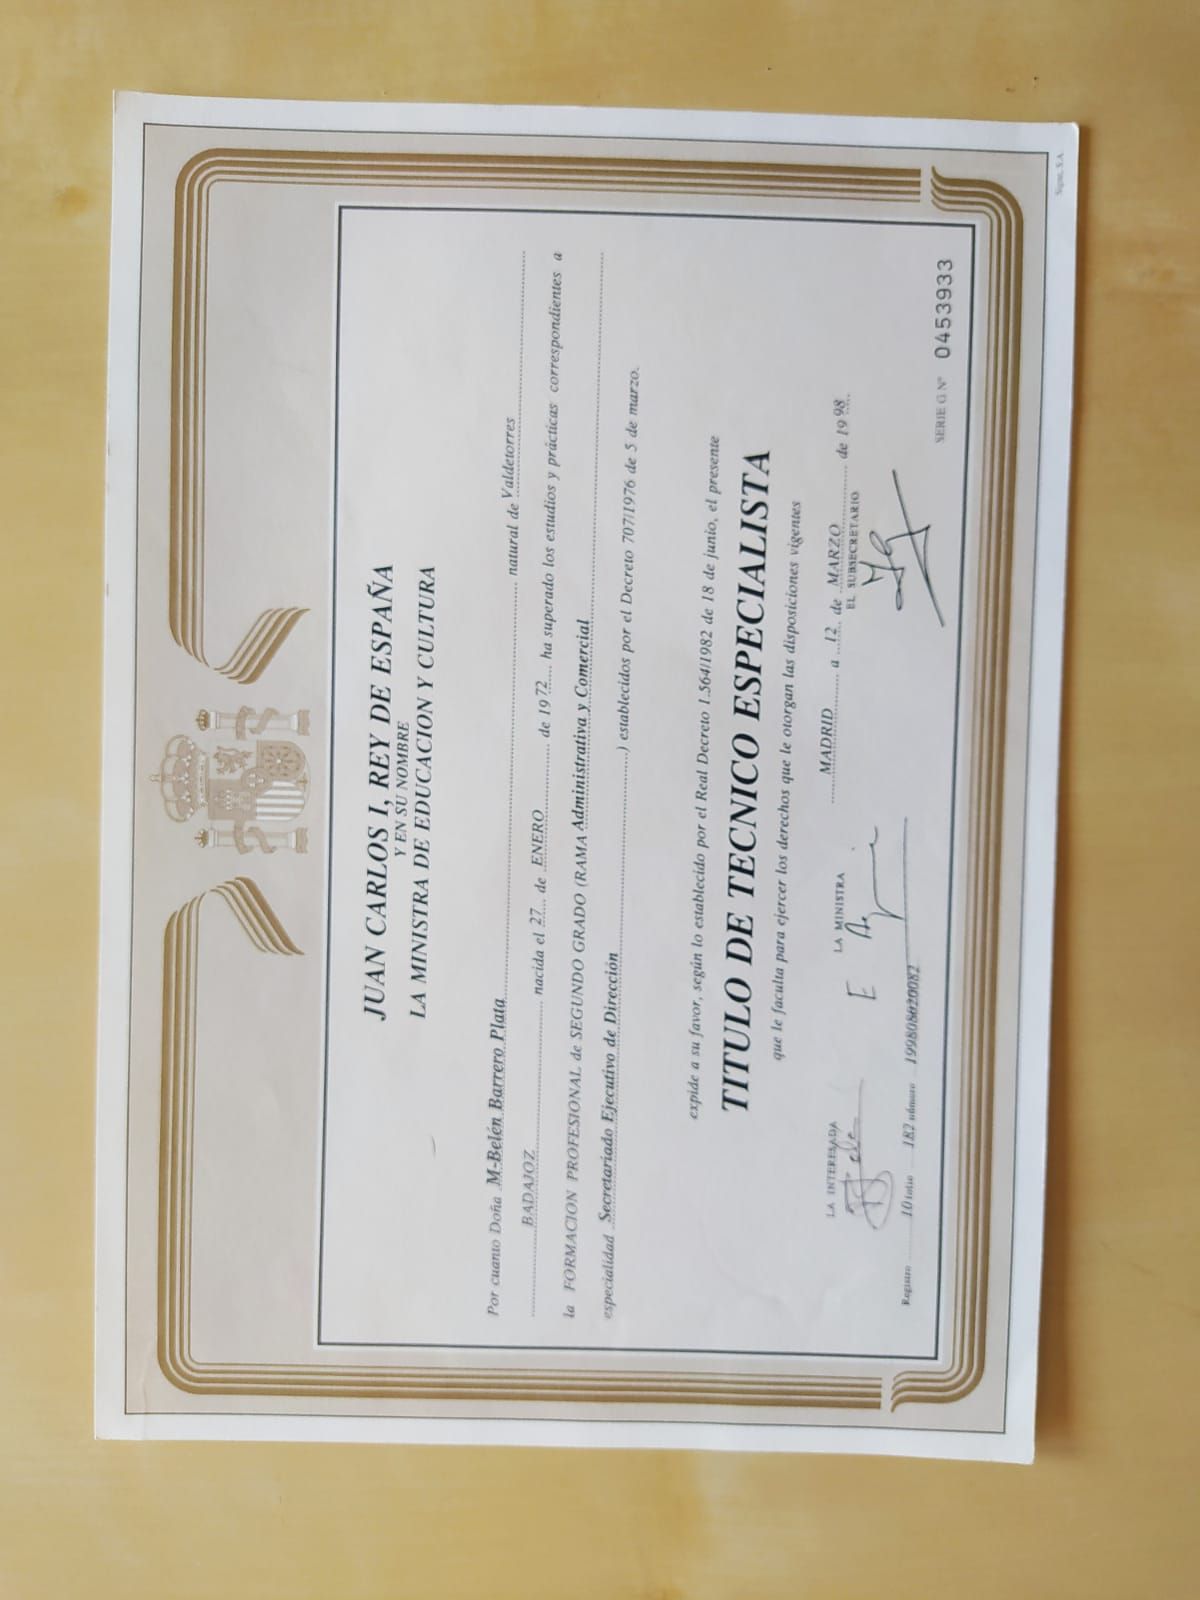 JUAN CARLOS I, REY DE ESPAÑA
Y EN SU NOMBRE
LA MINISTRA DE EDUCACION Y CULTURA
Por cuanto Doña M·Belén Barrero Plata natural de Valdetorres
BADAJOZ nacida el 27 de ENERO de 1972 ha superado los estudios y prácticas correspondientes a
la FORMACION PROFESIONAL de SEGUNDO GRADO (RAMA Administrativa y Comercial
especialidad Secretariado Ejecutivo de Dirección ) establecidos por el Decreto 707/1976 de 5 de marzo.
expide a su favor, según lo establecido por el Real Decreto 1.564/1982 de 18 de junio, el presente
TITULO DE TECNICO ESPECIALISTA
que le faculta para ejercer los derechos que le otorgan las disposiciones vigentes
MADRID a 12 de MARZO de 1998
LA INTERESADA LA MINISTRA EL SUBSECRETARIO
Registro 10 folio 182 número 199808020082
SERIE G Nº 0453933
Signe, S.A.